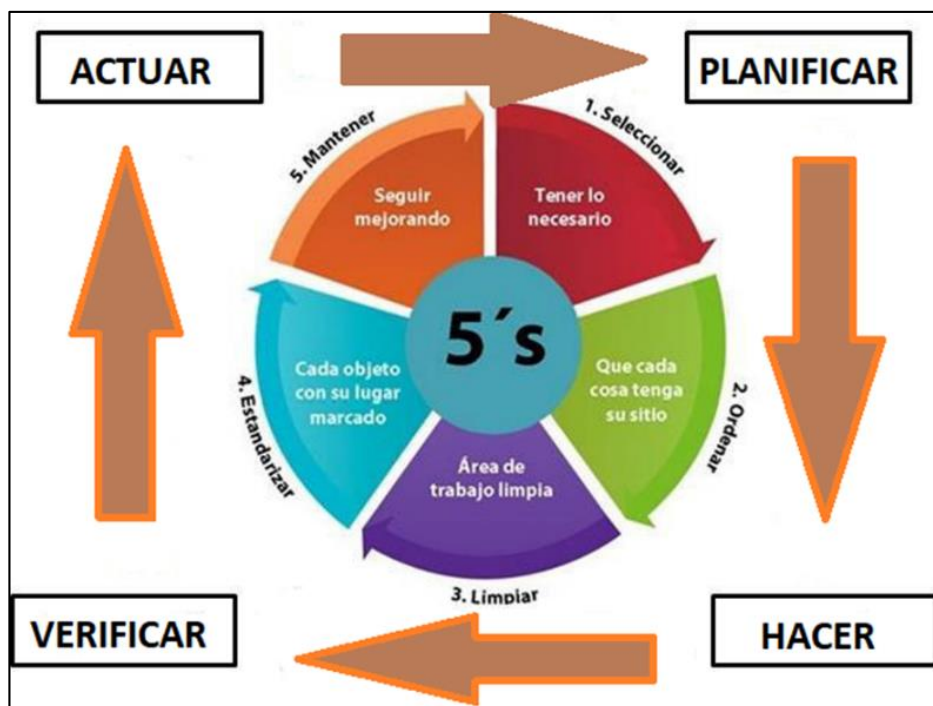 ACTUAR
PLANIFICAR
5. Mantener
1. Seleccionar
Seguir
mejorando
Tener lo
necesario
5´s
Cada objeto
con su lugar
marcado
Que cada
cosa tenga
su sitio
4. Estandarizar
2. Ordenar
Área de
trabajo limpia
3. Limpiar
VERIFICAR
HACER